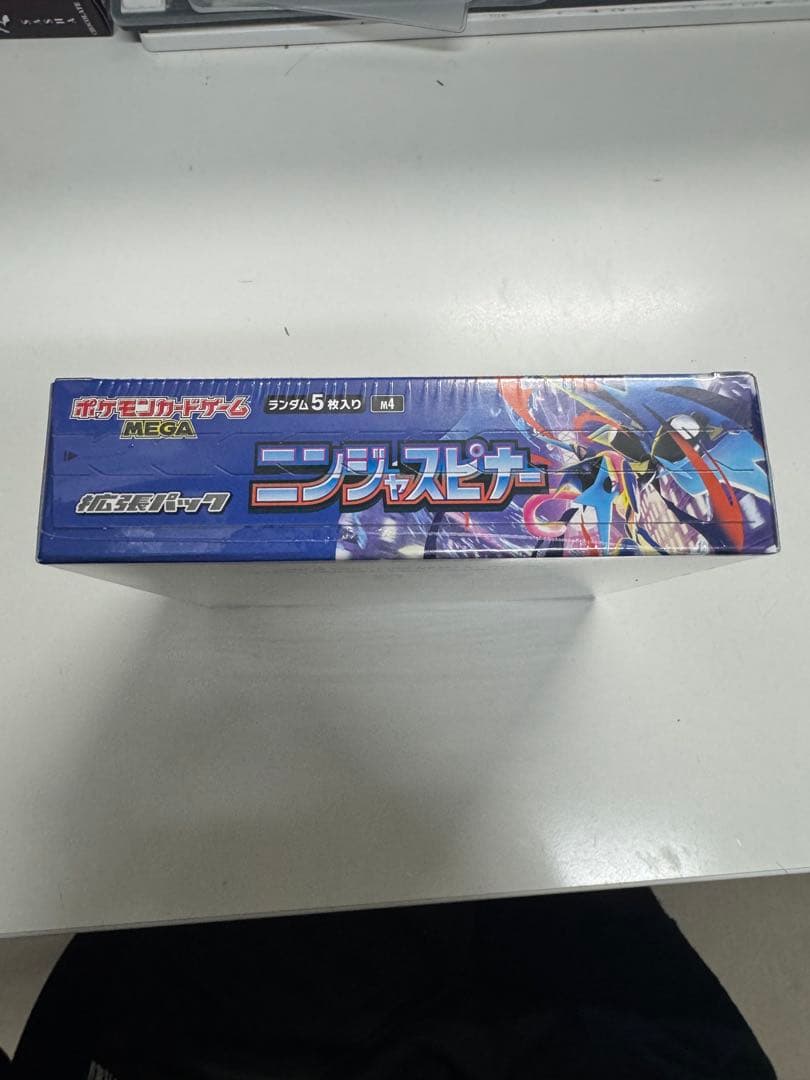 ポケモンカードゲーム
MEGA
ランダム5枚入り M4
ニンジャスピナー
拡張パック